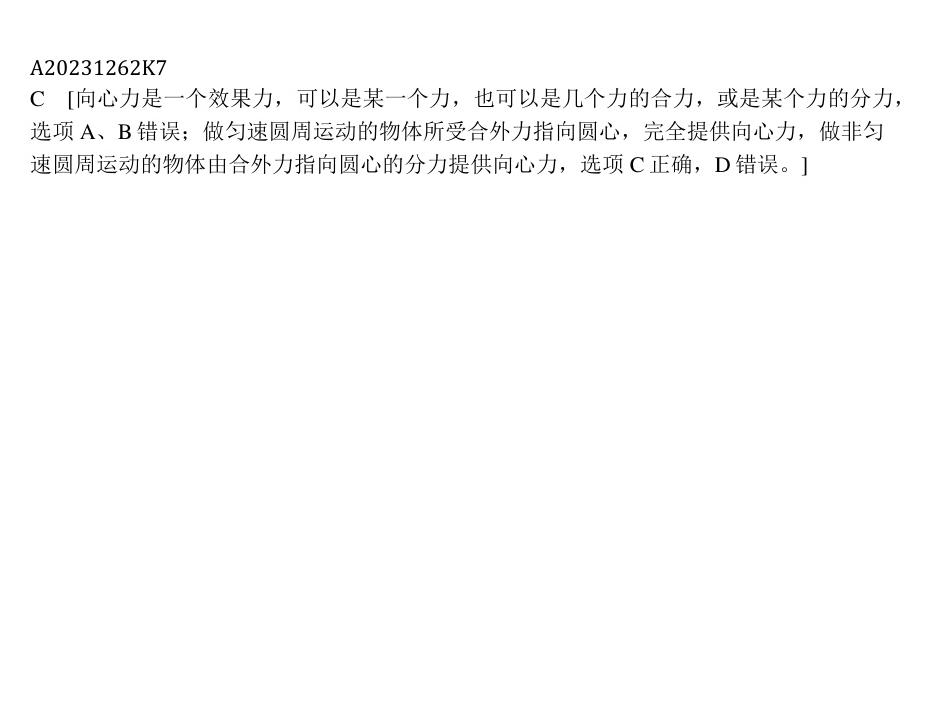 A20231262K7
C [向心力是一个效果力，可以是某一个力，也可以是几个力的合力，或是某个力的分力，
选项 A、B 错误；做匀速圆周运动的物体所受合外力指向圆心，完全提供向心力，做非匀
速圆周运动的物体由合外力指向圆心的分力提供向心力，选项 C 正确，D 错误。]